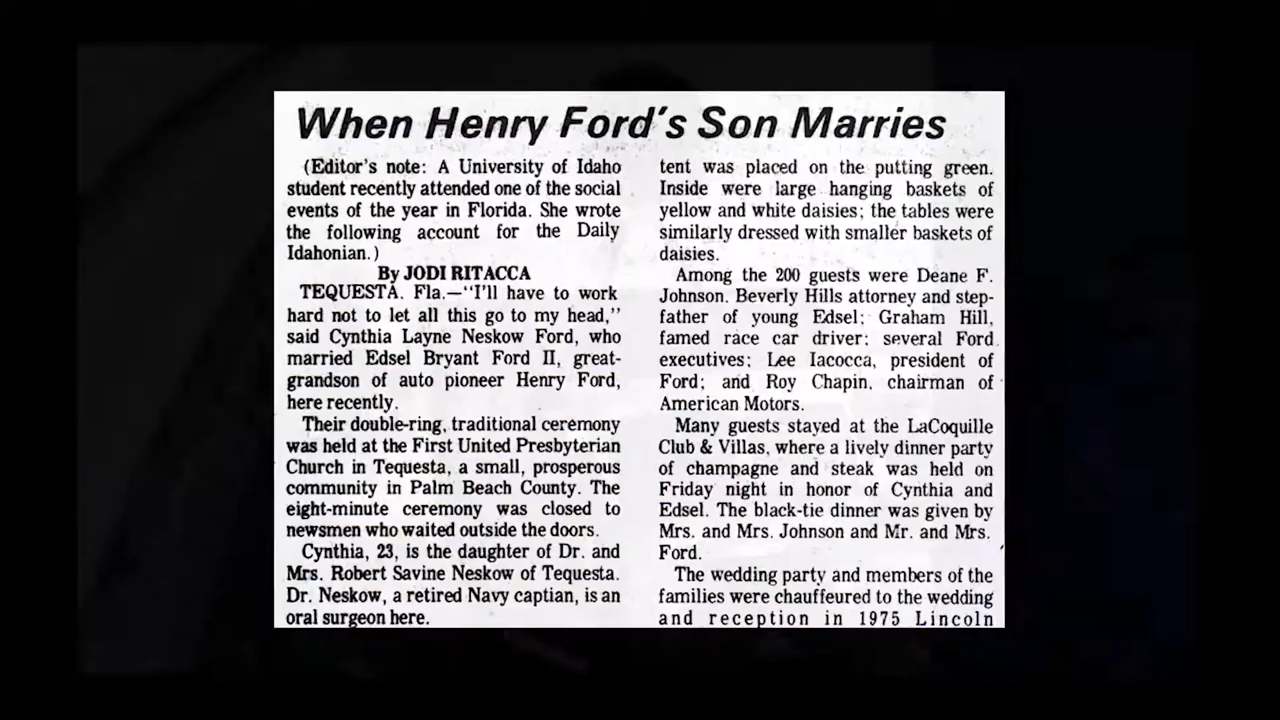 When Henry Ford's Son Marries
(Editor's note: A University of Idaho
student recently attended one of the social
events of the year in Florida. She wrote
the following account for the Daily
Idahonian.)
By JODI RITACCA
TEQUESTA. Fla.—"I'll have to work
hard not to let all this go to my head,"
said Cynthia Layne Neskow Ford, who
married Edsel Bryant Ford II, great-
grandson of auto pioneer Henry Ford,
here recently.
Their double-ring, traditional ceremony
was held at the First United Presbyterian
Church in Tequesta, a small, prosperous
community in Palm Beach County. The
eight-minute ceremony was closed to
newsmen who waited outside the doors.
Cynthia, 23, is the daughter of Dr. and
Mrs. Robert Savine Neskow of Tequesta.
Dr. Neskow, a retired Navy captian, is an
oral surgeon here.
tent was placed on the putting green.
Inside were large hanging baskets of
yellow and white daisies; the tables were
similarly dressed with smaller baskets of
daisies.
Among the 200 guests were Deane F.
Johnson. Beverly Hills attorney and step-
father of young Edsel; Graham Hill,
famed race car driver; several Ford
executives; Lee Iacocca, president of
Ford; and Roy Chapin, chairman of
American Motors.
Many guests stayed at the LaCoquille
Club & Villas, where a lively dinner party
of champagne and steak was held on
Friday night in honor of Cynthia and
Edsel. The black-tie dinner was given by
Mrs. and Mrs. Johnson and Mr. and Mrs.
Ford.
The wedding party and members of the
families were chauffeured to the wedding
and reception in 1975 Lincoln